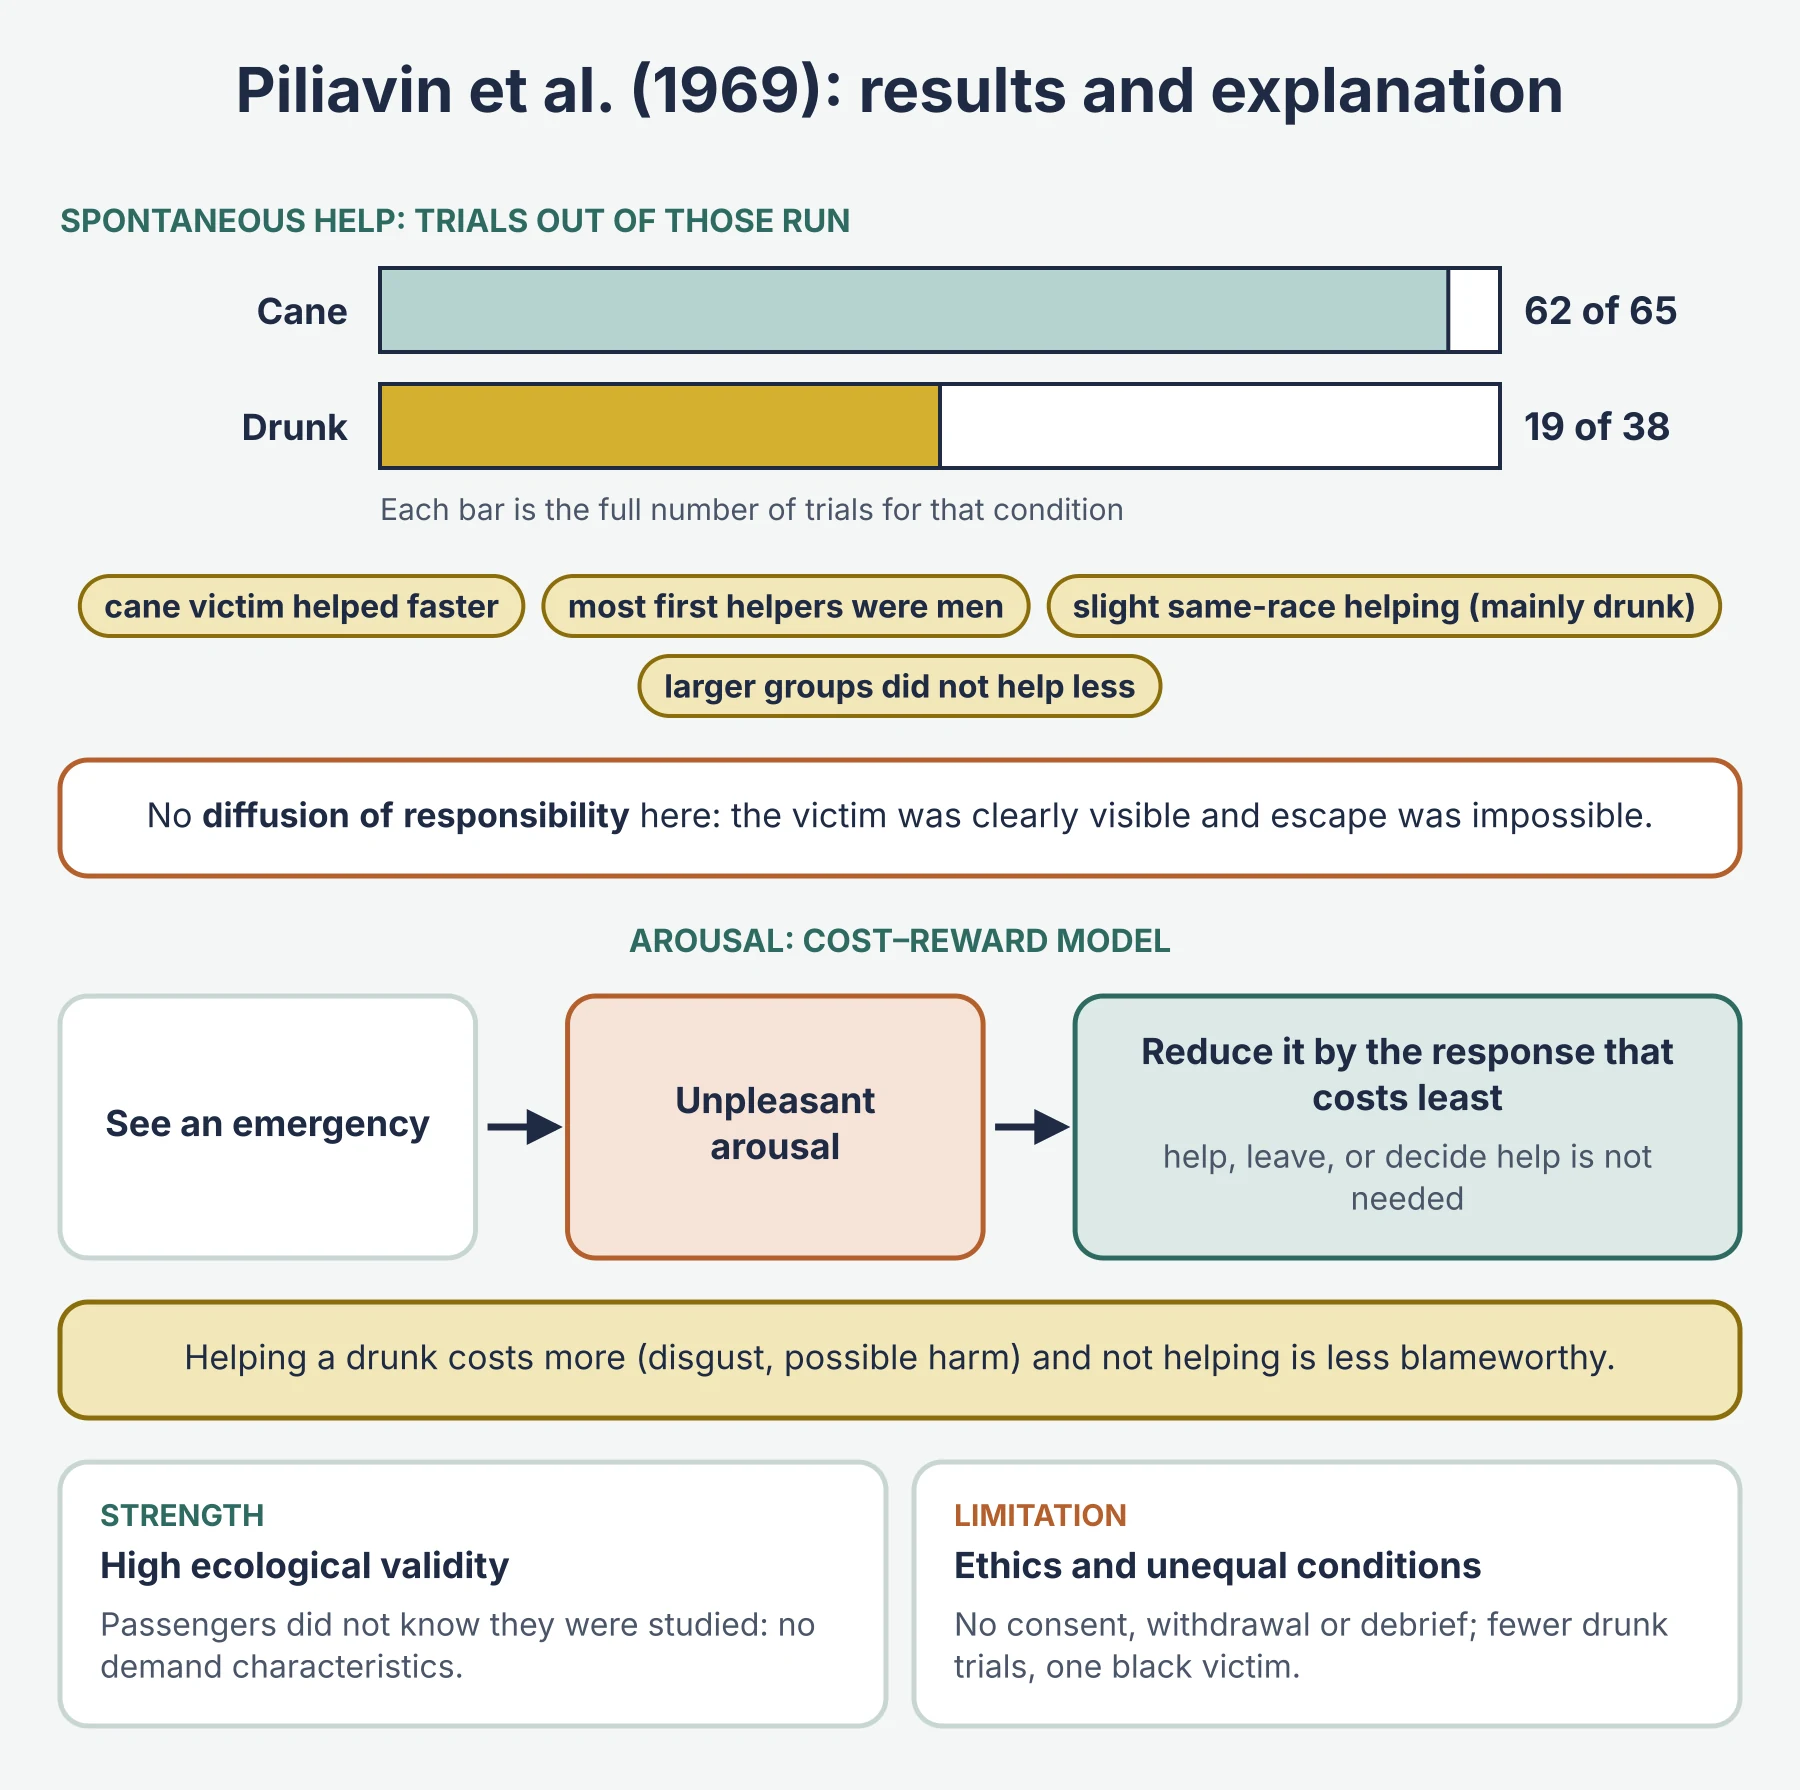 Piliavin et al. (1969): results and explanation
SPONTANEOUS HELP: TRIALS OUT OF THOSE RUN
Cane
62 of 65
Drunk
19 of 38
Each bar is the full number of trials for that condition
cane victim helped faster
most first helpers were men
slight same-race helping (mainly drunk)
larger groups did not help less
No diffusion of responsibility here: the victim was clearly visible and escape was impossible.
AROUSAL: COST–REWARD MODEL
See an emergency
Unpleasant
arousal
Reduce it by the response that
costs least
help, leave, or decide help is not
needed
Helping a drunk costs more (disgust, possible harm) and not helping is less blameworthy.
STRENGTH
High ecological validity
Passengers did not know they were studied: no
demand characteristics.
LIMITATION
Ethics and unequal conditions
No consent, withdrawal or debrief; fewer drunk
trials, one black victim.